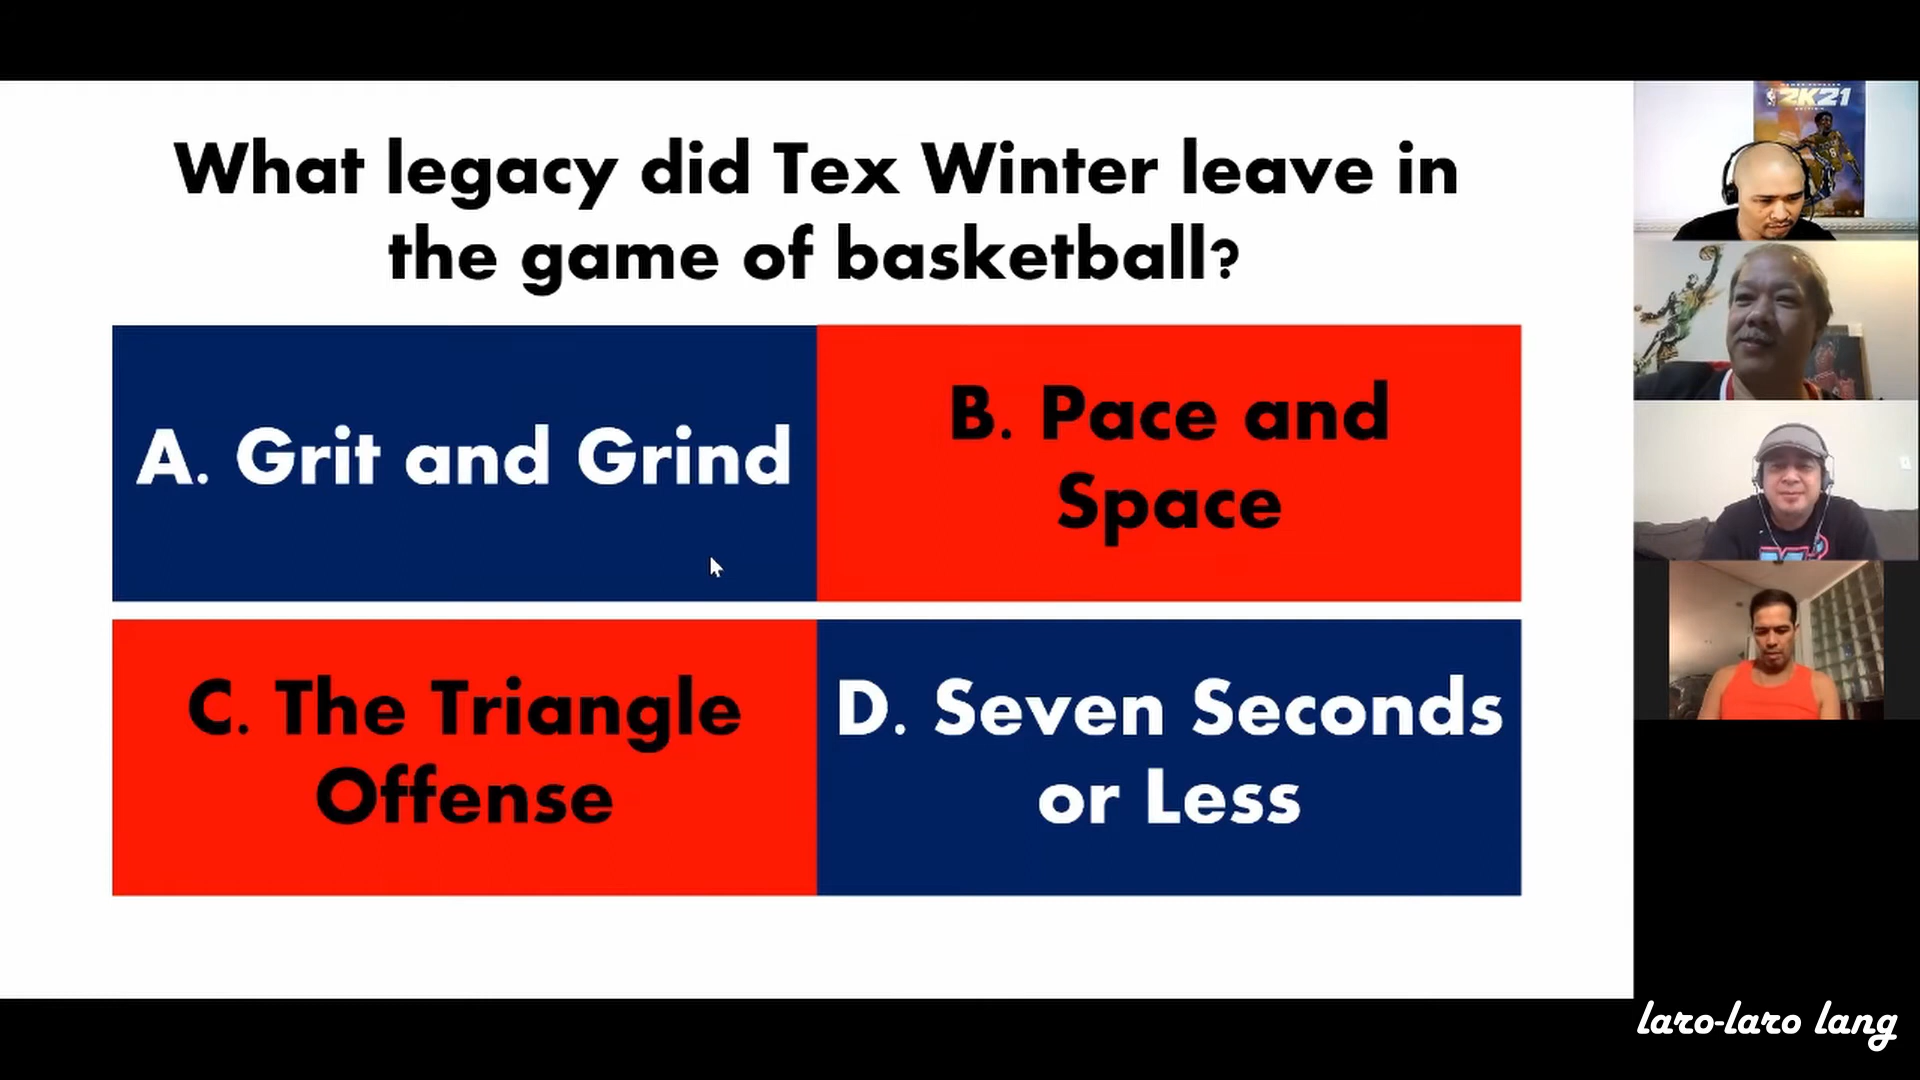 What legacy did Tex Winter leave in
the game of basketball?
A. Grit and Grind
B. Pace and
Space
C. The Triangle
Offense
D. Seven Seconds
or Less
2K21
laro-laro lang